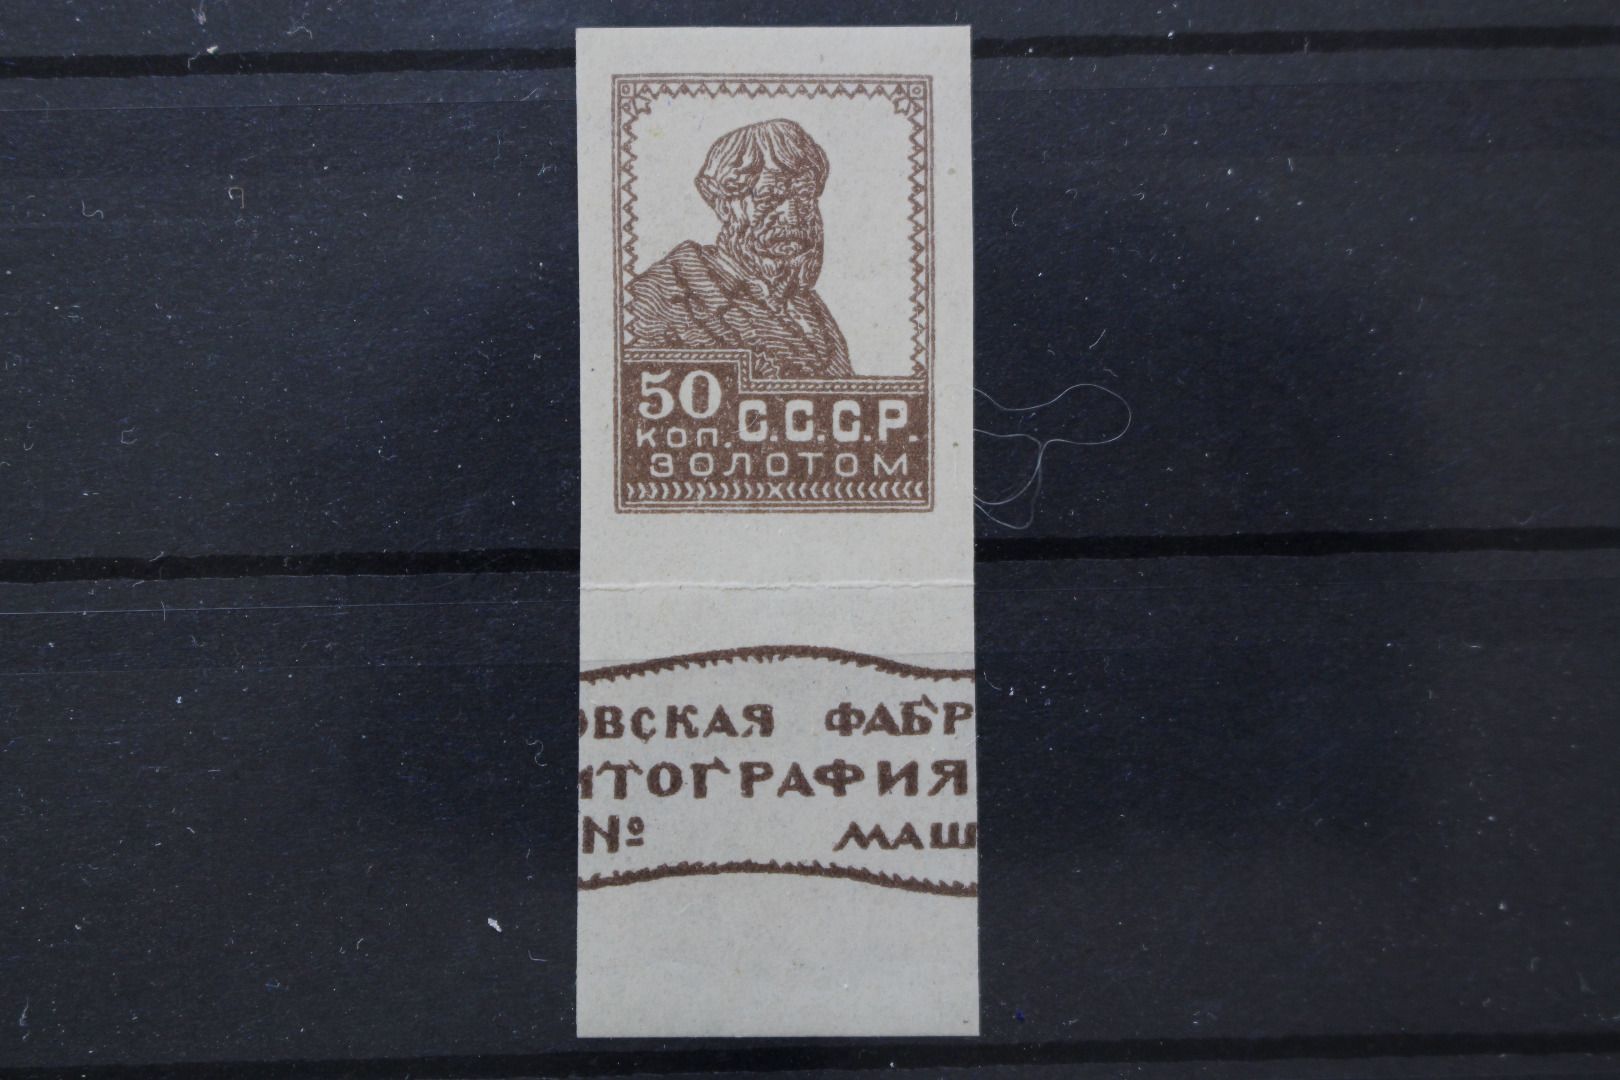 50
КОП. С.С.С.Р.
ЗОЛОТОМ
ОВСКАЯ ФАБР
ИТОГРАФИЯ
№ МАШ